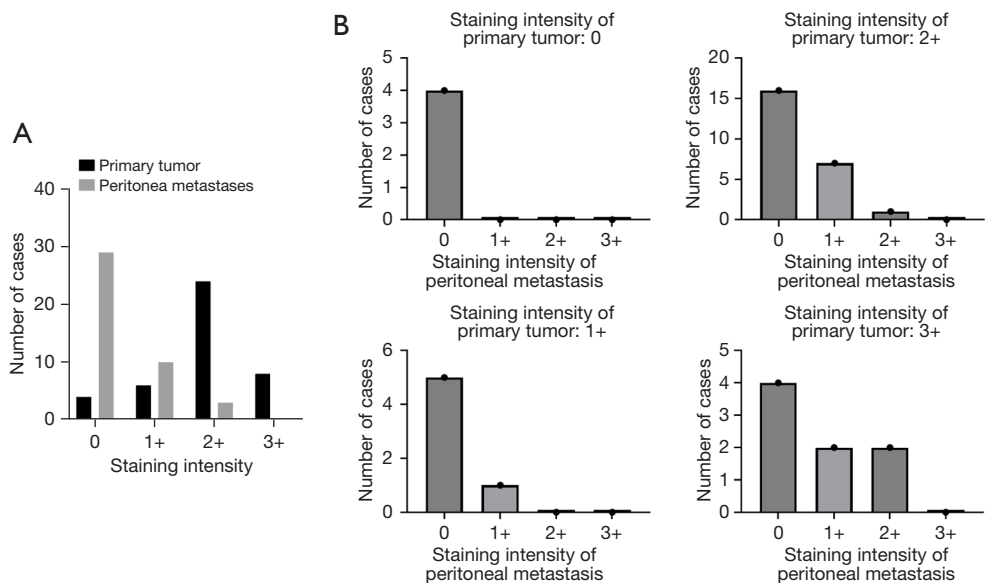 A
Primary tumor
Peritonea metastases
Number of cases
40
30
20
10
0
0 1+ 2+ 3+
Staining intensity
B
Staining intensity of
primary tumor: 0
Number of cases
5
4
3
2
1
0
0 1+ 2+ 3+
Staining intensity of
peritoneal metastasis
Staining intensity of
primary tumor: 2+
Number of cases
20
15
10
5
0
0 1+ 2+ 3+
Staining intensity of
peritoneal metastasis
Staining intensity of
primary tumor: 1+
Number of cases
6
4
2
0
0 1+ 2+ 3+
Staining intensity of
peritoneal metastasis
Staining intensity of
primary tumor: 3+
Number of cases
5
4
3
2
1
0
0 1+ 2+ 3+
Staining intensity of
peritoneal metastasis